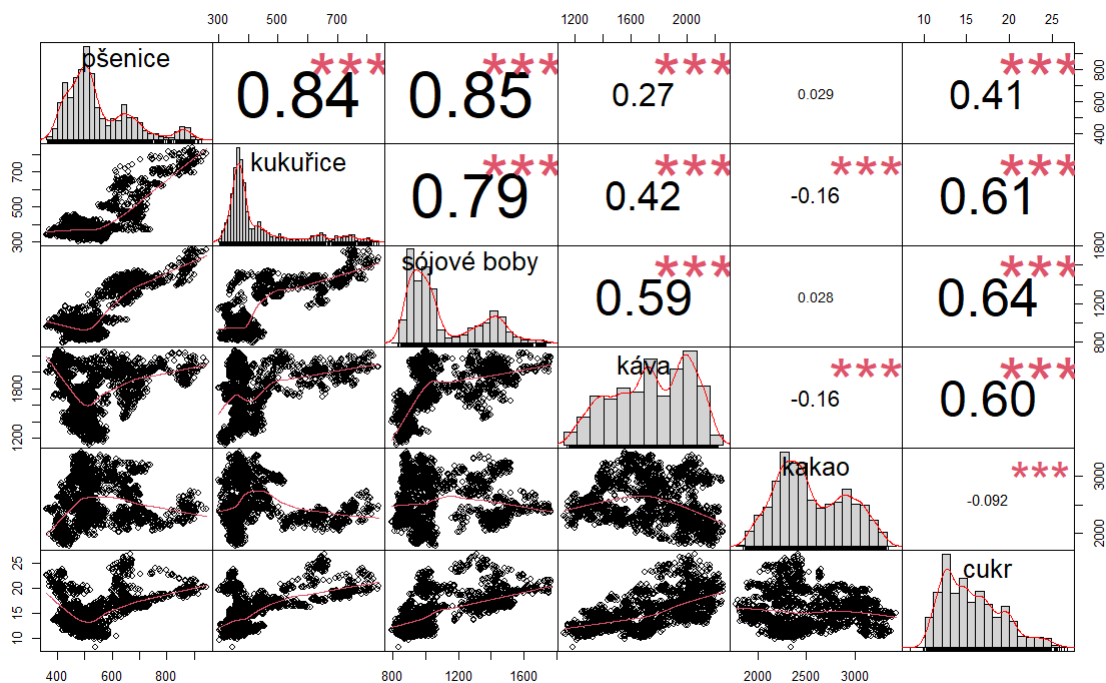 300 500 700
1200 1600 2000
10 15 20 25
pšenice
0.84 ***
0.85 ***
0.27 ***
0.029
0.41 ***
400 600 800
300 500 700
kukuřice
0.79 ***
0.42 ***
-0.16 ***
0.61 ***
sójové boby
0.59 ***
0.028
0.64 ***
800 1200 1800
1200 1800
káva
-0.16 ***
0.60 ***
kakao
-0.092 ***
2000 3000
10 15 20 25
cukr
400 600 800
800 1200 1600
2000 2500 3000